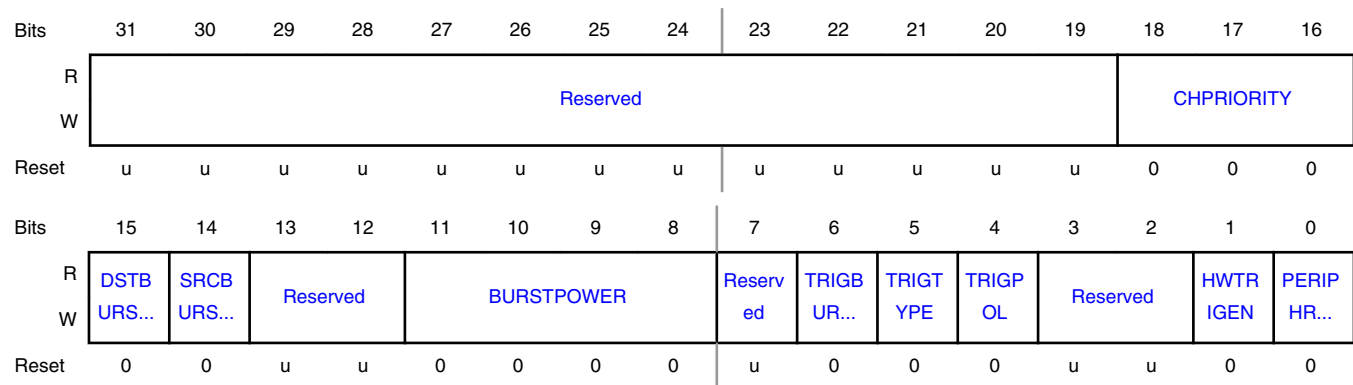 Bits 31 30 29 28 27 26 25 24 23 22 21 20 19 18 17 16
R
Reserved CHPRIORITY
W
Reset u u u u u u u u u u u u u 0 0 0
Bits 15 14 13 12 11 10 9 8 7 6 5 4 3 2 1 0
R
DSTB SRCB Reserv TRIGB TRIGT TRIGP HWTR PERIP
Reserved BURSTPOWER Reserved
W URS... URS... ed UR... YPE OL IGEN HR...
Reset 0 0 u u 0 0 0 0 u 0 0 0 u u 0 0